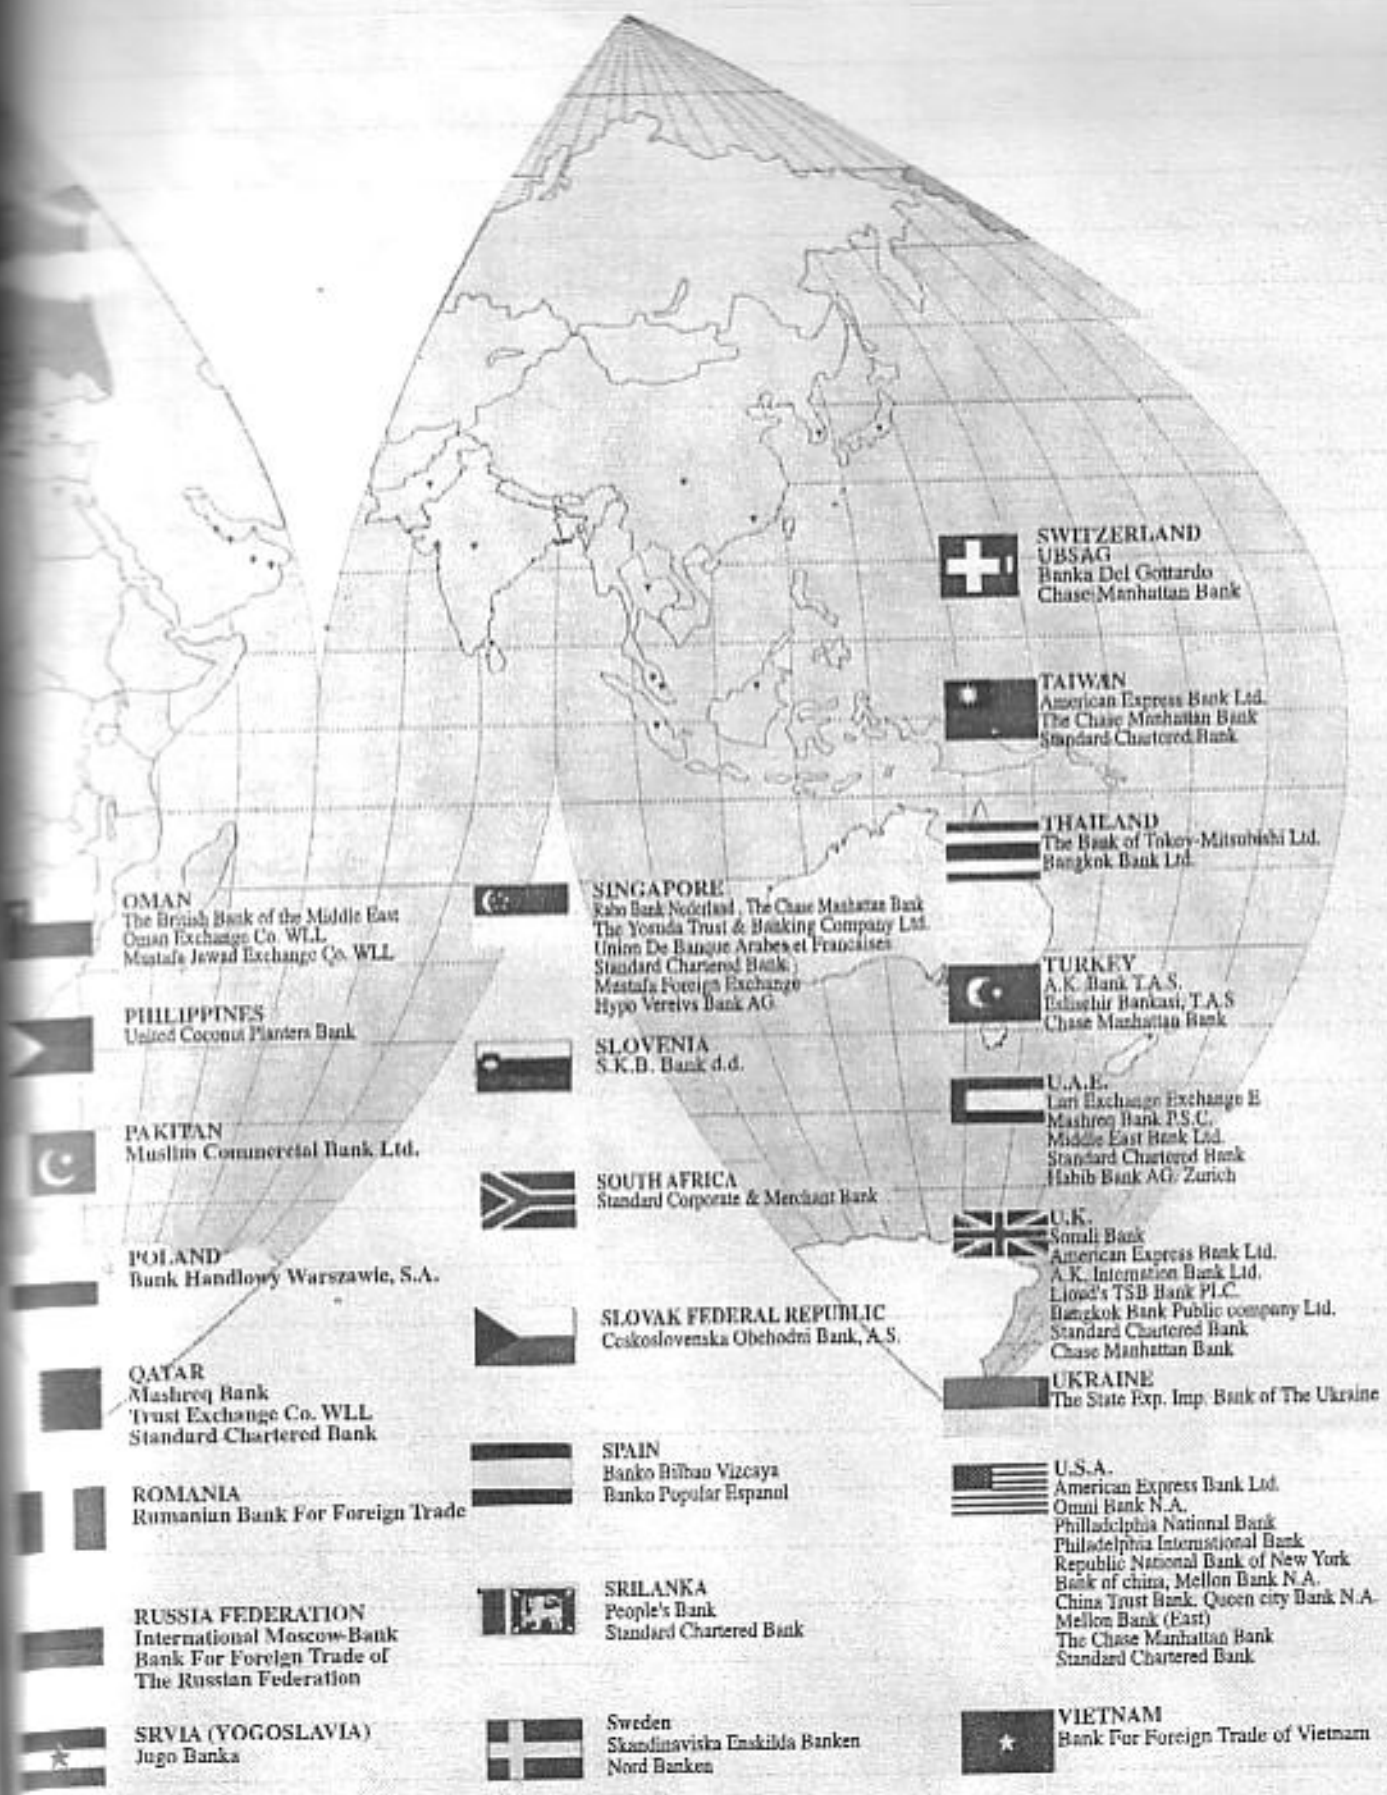 OMAN
The British Bank of the Middle East
Oman Exchange Co. WLL
Mustafa Jawad Exchange Co. WLL
PHILIPPINES
United Coconut Planters Bank
PAKITAN
Muslim Commercial Bank Ltd.
POLAND
Bank Handlowy Warszawie, S.A.
QATAR
Mashreq Bank
Trust Exchange Co. WLL
Standard Chartered Bank
ROMANIA
Rumanian Bank For Foreign Trade
RUSSIA FEDERATION
International Moscow-Bank
Bank For Foreign Trade of
The Russian Federation
SRVIA (YOGOSLAVIA)
Jugo Banka
SINGAPORE
Rabo Bank Nederland , The Chase Manhattan Bank
The Yosuda Trust & Banking Company Ltd.
Union De Banque Arabes et Francaises
Standard Chartered Bank
Mustafa Foreign Exchange
Hypo Vereivs Bank AG
SLOVENIA
S.K.B. Bank d.d.
SOUTH AFRICA
Standard Corporate & Merchant Bank
SLOVAK FEDERAL REPUBLIC
Ceskoslovenska Obchodni Bank, A.S.
SPAIN
Banko Bilbao Vizcaya
Banko Popular Espanol
SRILANKA
People's Bank
Standard Chartered Bank
Sweden
Skandinaviska Enskilda Banken
Nord Banken
SWITZERLAND
UBSAG
Banka Del Gottardo
Chase Manhattan Bank
TAIWAN
American Express Bank Ltd.
The Chase Manhattan Bank
Standard Chartered Bank
THAILAND
The Bank of Tokoy-Mitsubishi Ltd.
Bangkok Bank Ltd.
TURKEY
A.K. Bank T.A.S.
Eslisehir Bankasi, T.A.S
Chase Manhattan Bank
U.A.E.
Lari Exchange Exchange E
Mashreq Bank P.S.C.
Middle East Bank Ltd.
Standard Chartered Bank
Habib Bank AG. Zurich
U.K.
Sonali Bank
American Express Bank Ltd.
A.K. Internation Bank Ltd.
Lloyd's TSB Bank PLC.
Bangkok Bank Public company Ltd.
Standard Chartered Bank
Chase Manhattan Bank
UKRAINE
The State Exp. Imp. Bank of The Ukraine
U.S.A.
American Express Bank Ltd.
Omni Bank N.A.
Philladelphia National Bank
Philadelphia International Bank
Republic National Bank of New York
Bank of china, Mellon Bank N.A.
China Trust Bank, Queen city Bank N.A.
Mellon Bank (East)
The Chase Manhattan Bank
Standard Chartered Bank
VIETNAM
Bank For Foreign Trade of Vietnam